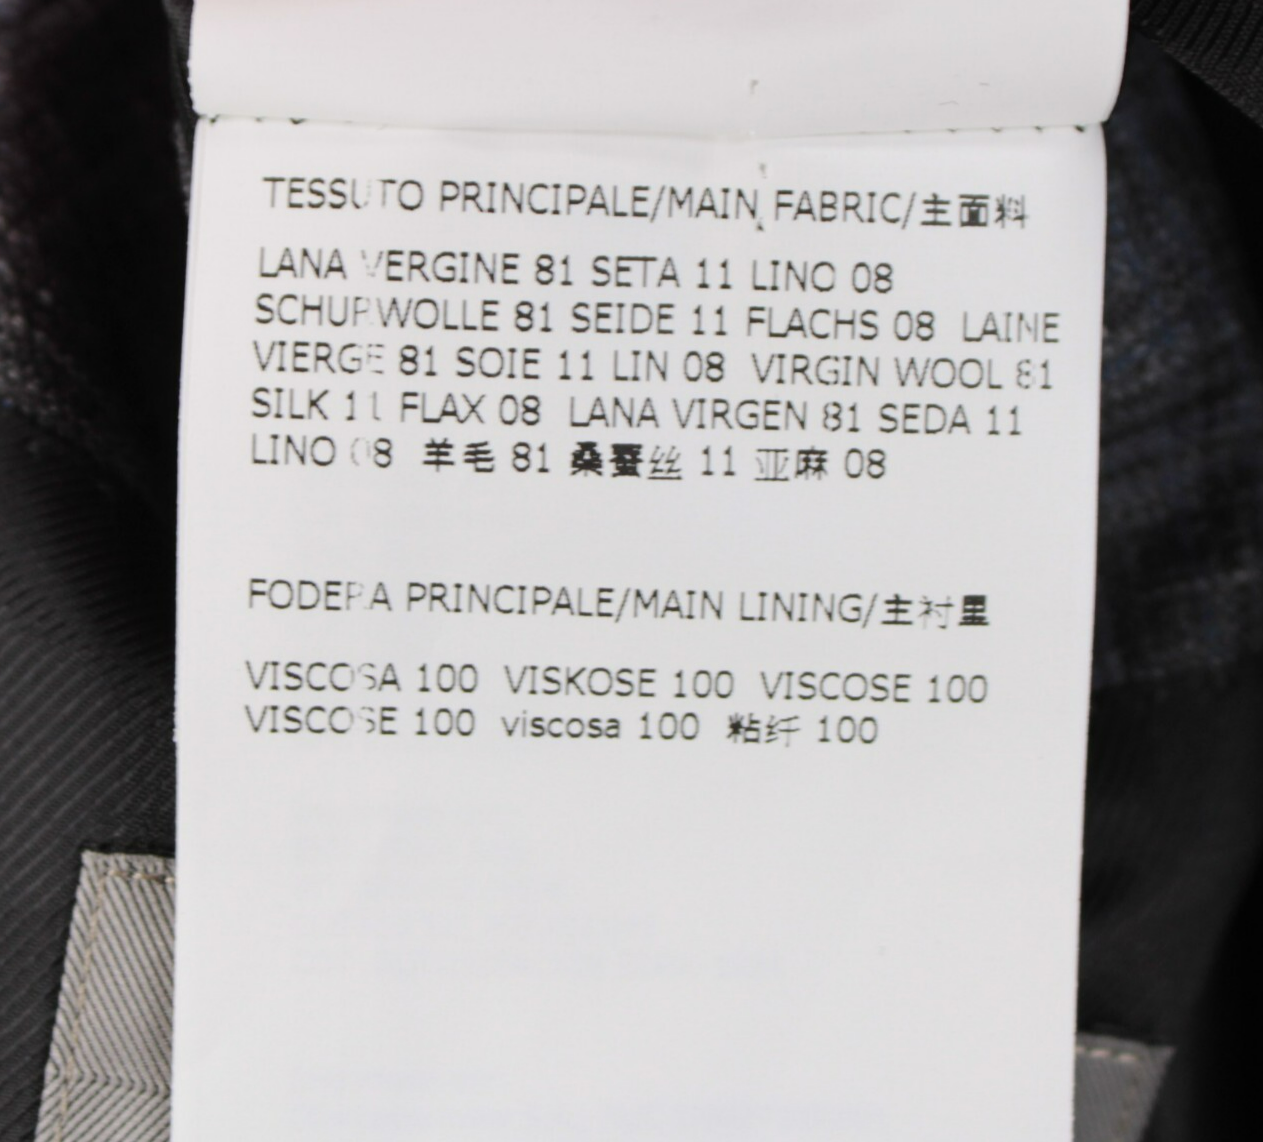 TESSUTO PRINCIPALE/MAIN FABRIC/主面料
LANA VERGINE 81 SETA 11 LINO 08
SCHURWOLLE 81 SEIDE 11 FLACHS 08 LAINE
VIERGE 81 SOIE 11 LIN 08 VIRGIN WOOL 81
SILK 11 FLAX 08 LANA VIRGEN 81 SEDA 11
LINO 08 羊毛 81 桑蚕丝 11 亚麻 08
FODERA PRINCIPALE/MAIN LINING/主衬里
VISCOSA 100 VISKOSE 100 VISCOSE 100
VISCOSE 100 viscosa 100 粘纤 100